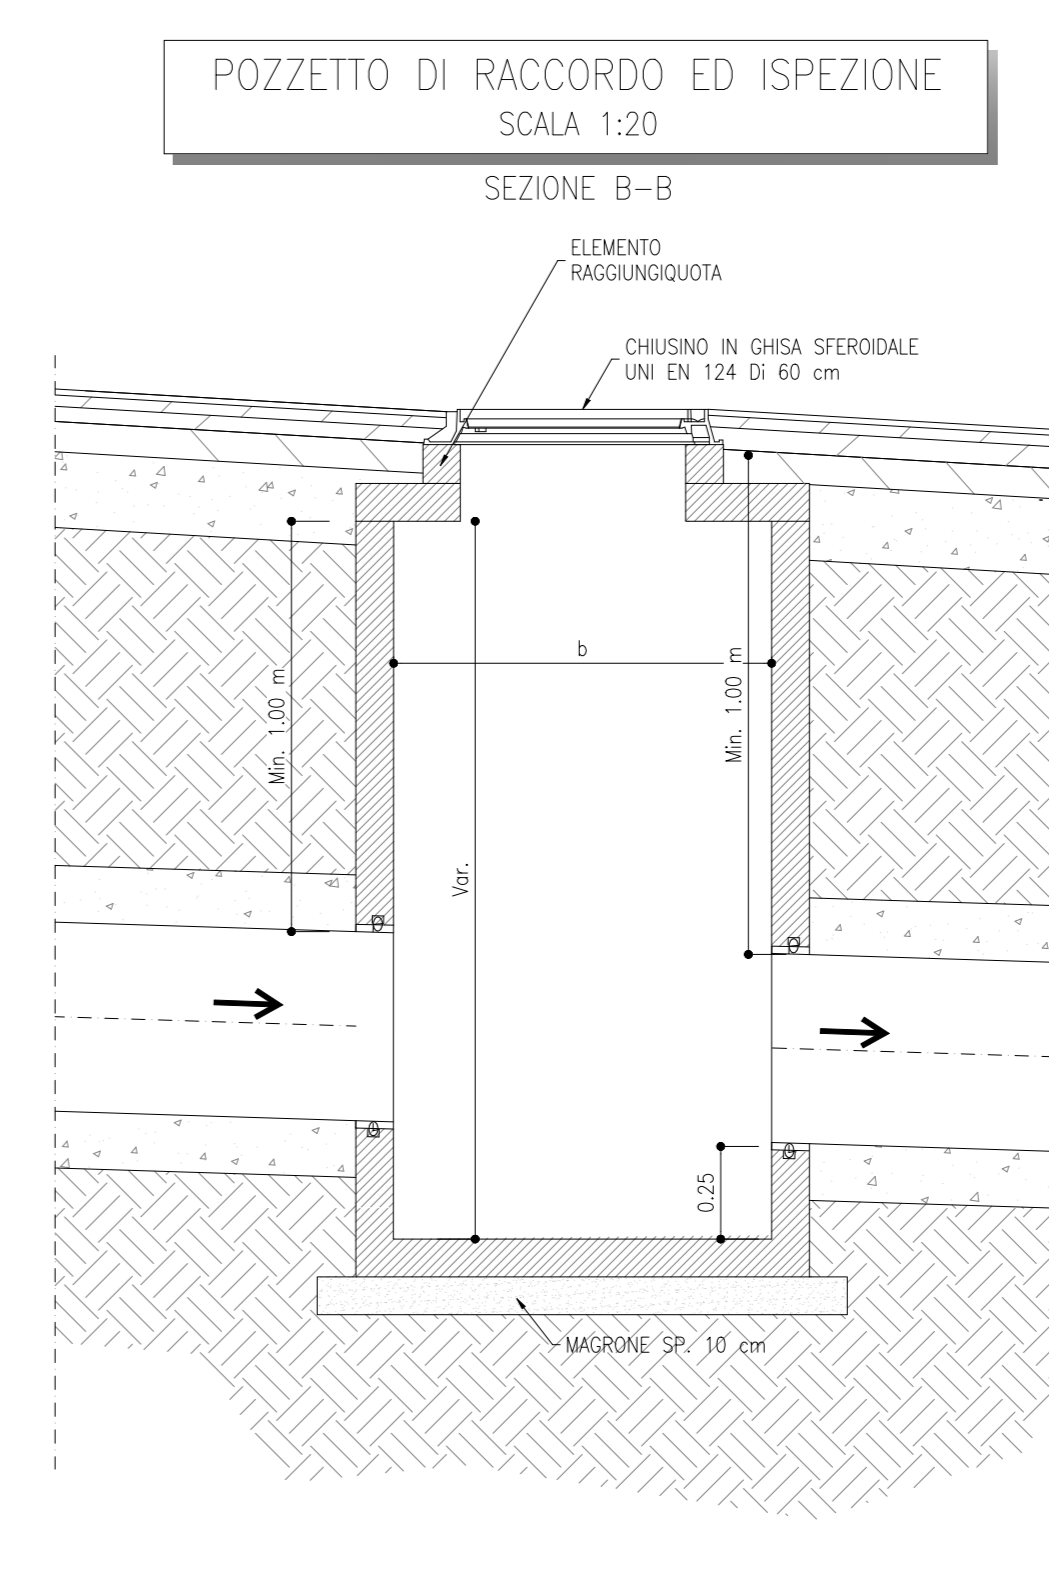 POZZETTO DI RACCORDO ED ISPEZIONE
SCALA 1:20
SEZIONE B-B
ELEMENTO
RAGGIUNGIQUOTA
CHIUSINO IN GHISA SFEROIDALE
UNI EN 124 Di 60 cm
b
Min. 1.00 m
Min. 1.00 m
Var.
0.25
MAGRONE SP. 10 cm